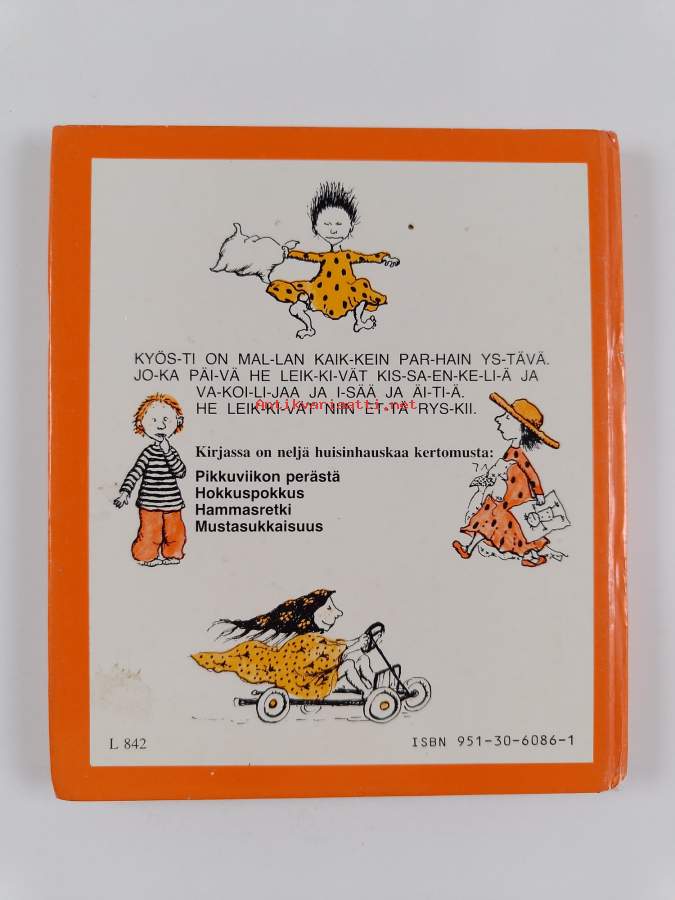 KYÖS-TI ON MAL-LAN KAIK-KEIN PAR-HAIN YS-TÄVÄ.
JO-KA PÄI-VÄ HE LEIK-KI-VÄT KIS-SA-EN-KE-LI-Ä JA
VA-KOI-LI-JAA JA I-SÄÄ JA ÄI-TI-Ä.
Antikvariaatti.net
HE LEIK-KI-VÄT NIIN ET-TÄ RYS-KII.
Kirjassa on neljä huisinhauskaa kertomusta:
Pikkuviikon perästä
Hokkuspokkus
Hammasretki
Mustasukkaisuus
L 842
ISBN 951-30-6086-1